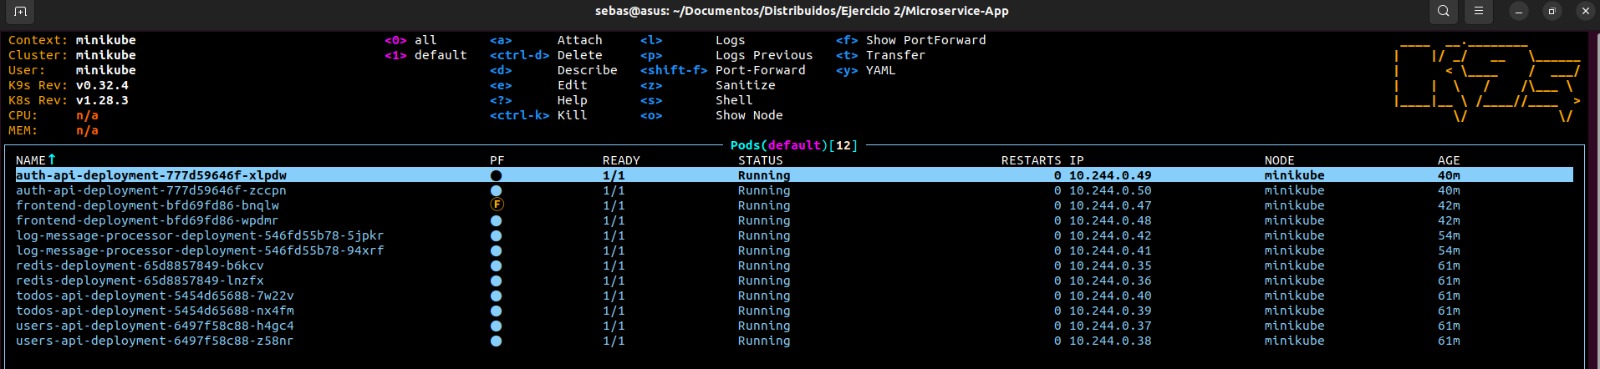 sebas@asus: ~/Documentos/Distribuidos/Ejercicio 2/Microservice-App
Context: minikube <0> all <a> Attach <l> Logs <f> Show PortForward
Cluster: minikube <1> default <ctrl-d> Delete <p> Logs Previous <t> Transfer
User: minikube <d> Describe <shift-f> Port-Forward <y> YAML
K9s Rev: v0.32.4 <e> Edit <z> Sanitize
K8s Rev: v1.28.3 <?> Help <s> Shell
CPU: n/a <ctrl-k> Kill <o> Show Node
MEM: n/a
Pods(default)[12]
NAME↑ PF READY STATUS RESTARTS IP NODE AGE
auth-api-deployment-777d59646f-xlpdw ● 1/1 Running 0 10.244.0.49 minikube 40m
auth-api-deployment-777d59646f-zccpn ● 1/1 Running 0 10.244.0.50 minikube 40m
frontend-deployment-bfd69fd86-bnqlw Ⓕ 1/1 Running 0 10.244.0.47 minikube 42m
frontend-deployment-bfd69fd86-wpdmr ● 1/1 Running 0 10.244.0.48 minikube 42m
log-message-processor-deployment-546fd55b78-5jpkr ● 1/1 Running 0 10.244.0.42 minikube 54m
log-message-processor-deployment-546fd55b78-94xrf ● 1/1 Running 0 10.244.0.41 minikube 54m
redis-deployment-65d8857849-b6kcv ● 1/1 Running 0 10.244.0.35 minikube 61m
redis-deployment-65d8857849-lnzfx ● 1/1 Running 0 10.244.0.36 minikube 61m
todos-api-deployment-5454d65688-7w22v ● 1/1 Running 0 10.244.0.40 minikube 61m
todos-api-deployment-5454d65688-nx4fm ● 1/1 Running 0 10.244.0.39 minikube 61m
users-api-deployment-6497f58c88-h4gc4 ● 1/1 Running 0 10.244.0.37 minikube 61m
users-api-deployment-6497f58c88-z58nr ● 1/1 Running 0 10.244.0.38 minikube 61m